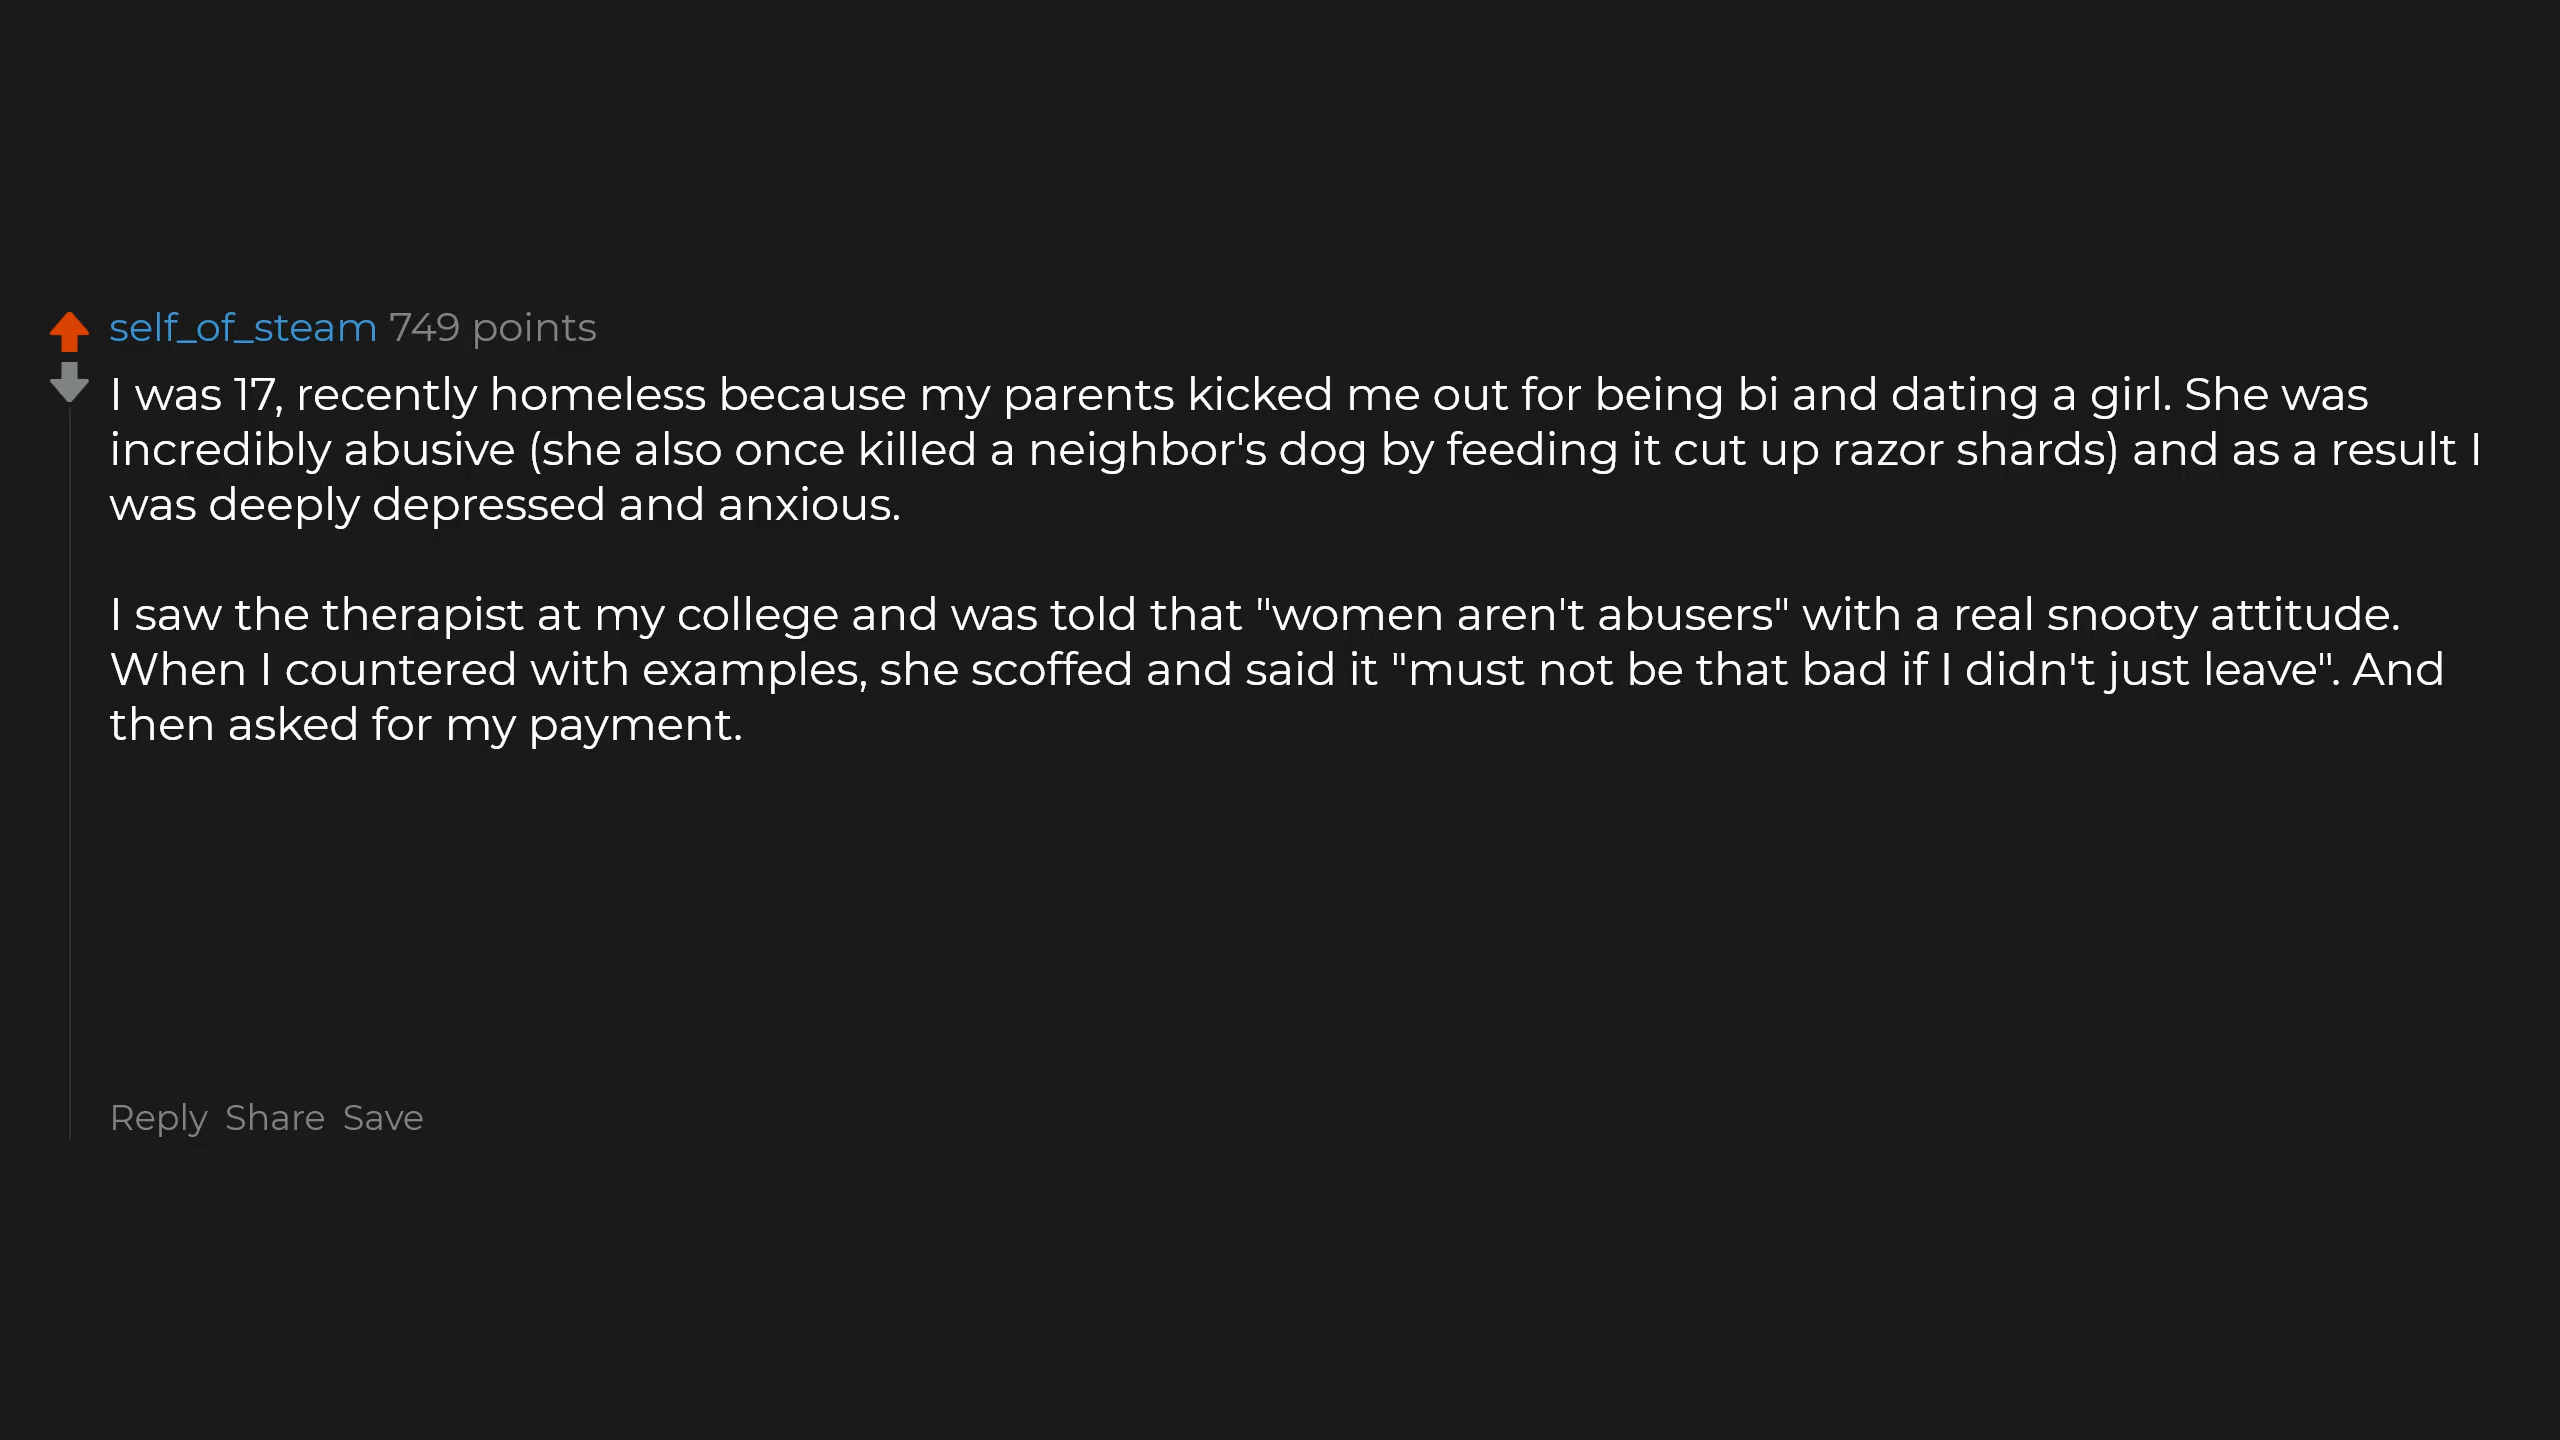 self_of_steam 749 points
I was 17, recently homeless because my parents kicked me out for being bi and dating a girl. She was
incredibly abusive (she also once killed a neighbor's dog by feeding it cut up razor shards) and as a result I
was deeply depressed and anxious.
I saw the therapist at my college and was told that "women aren't abusers" with a real snooty attitude.
When I countered with examples, she scoffed and said it "must not be that bad if I didn't just leave". And
then asked for my payment.
Reply Share Save